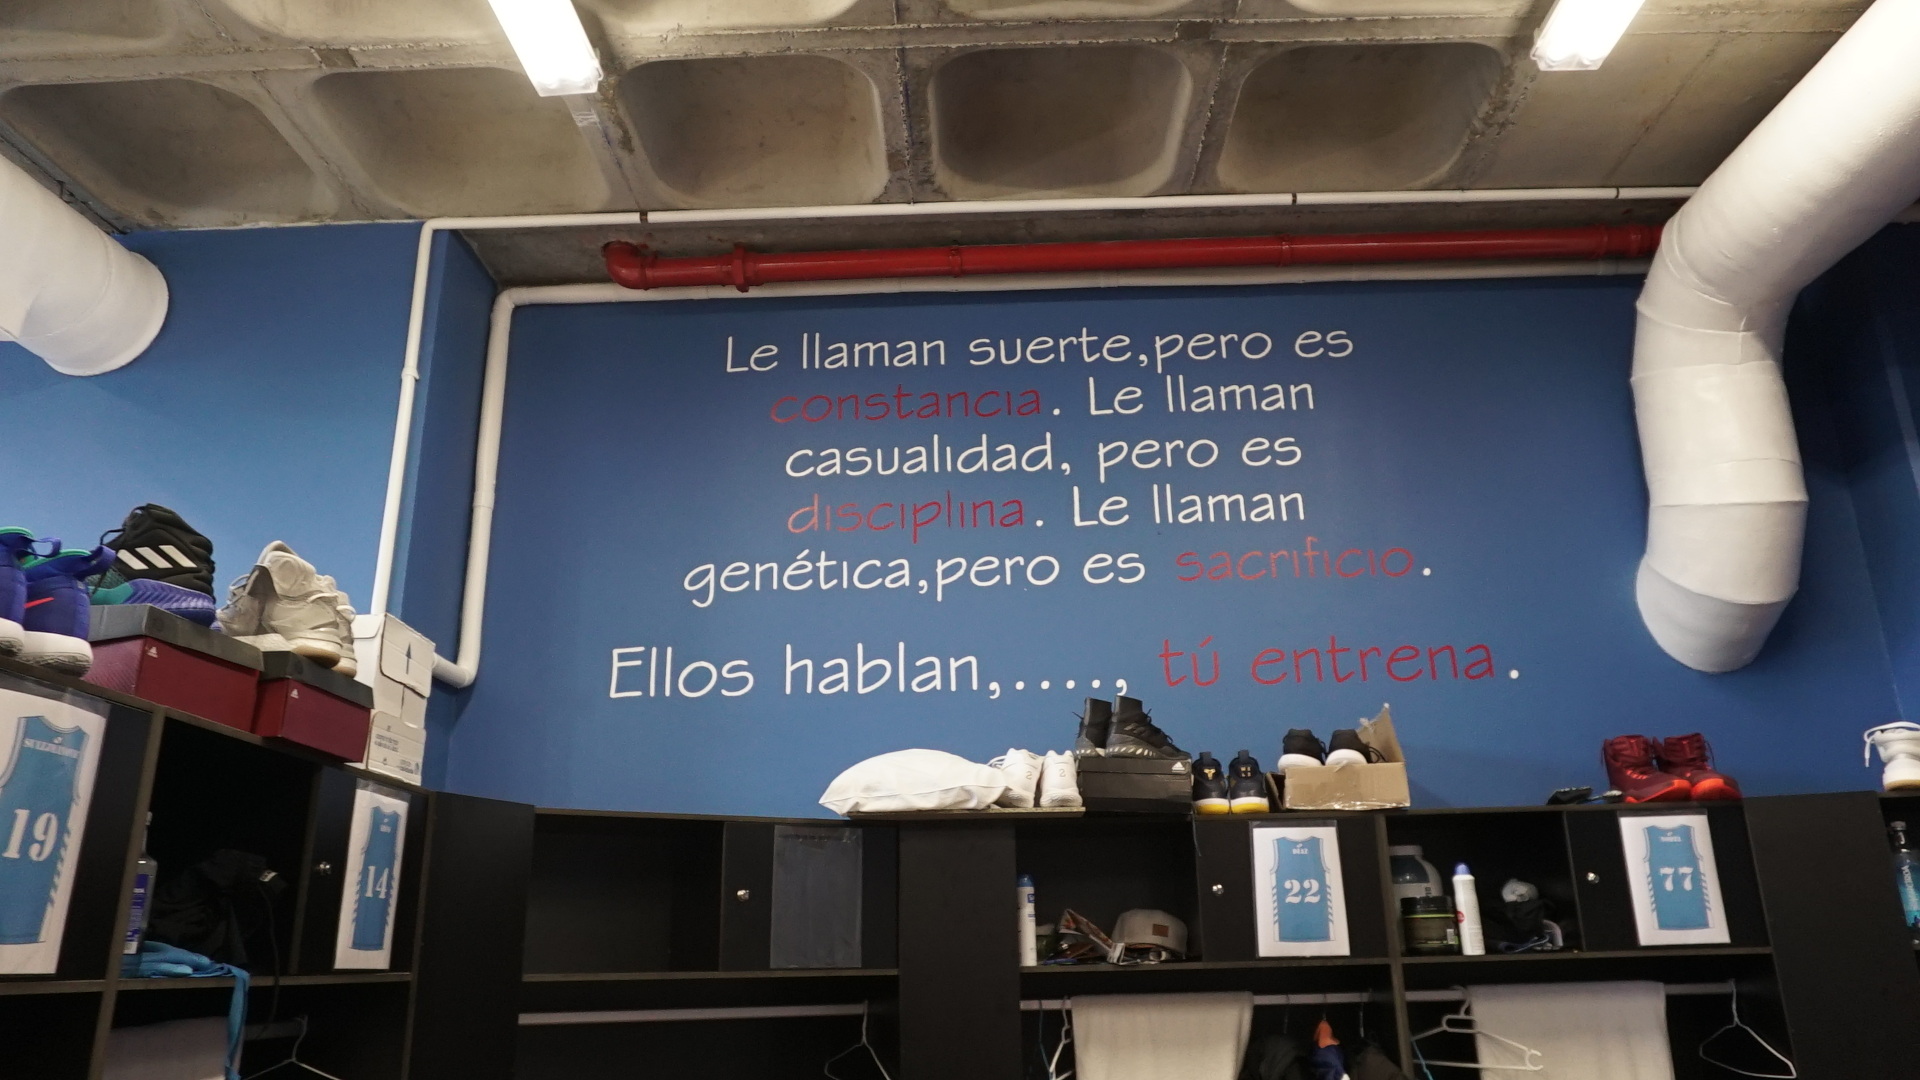 Le llaman suerte,pero es
constancia. Le llaman
casualidad, pero es
disciplina. Le llaman
genética,pero es sacrificio.
Ellos hablan,...., tú entrena.
19
14
DÍAZ
22
77